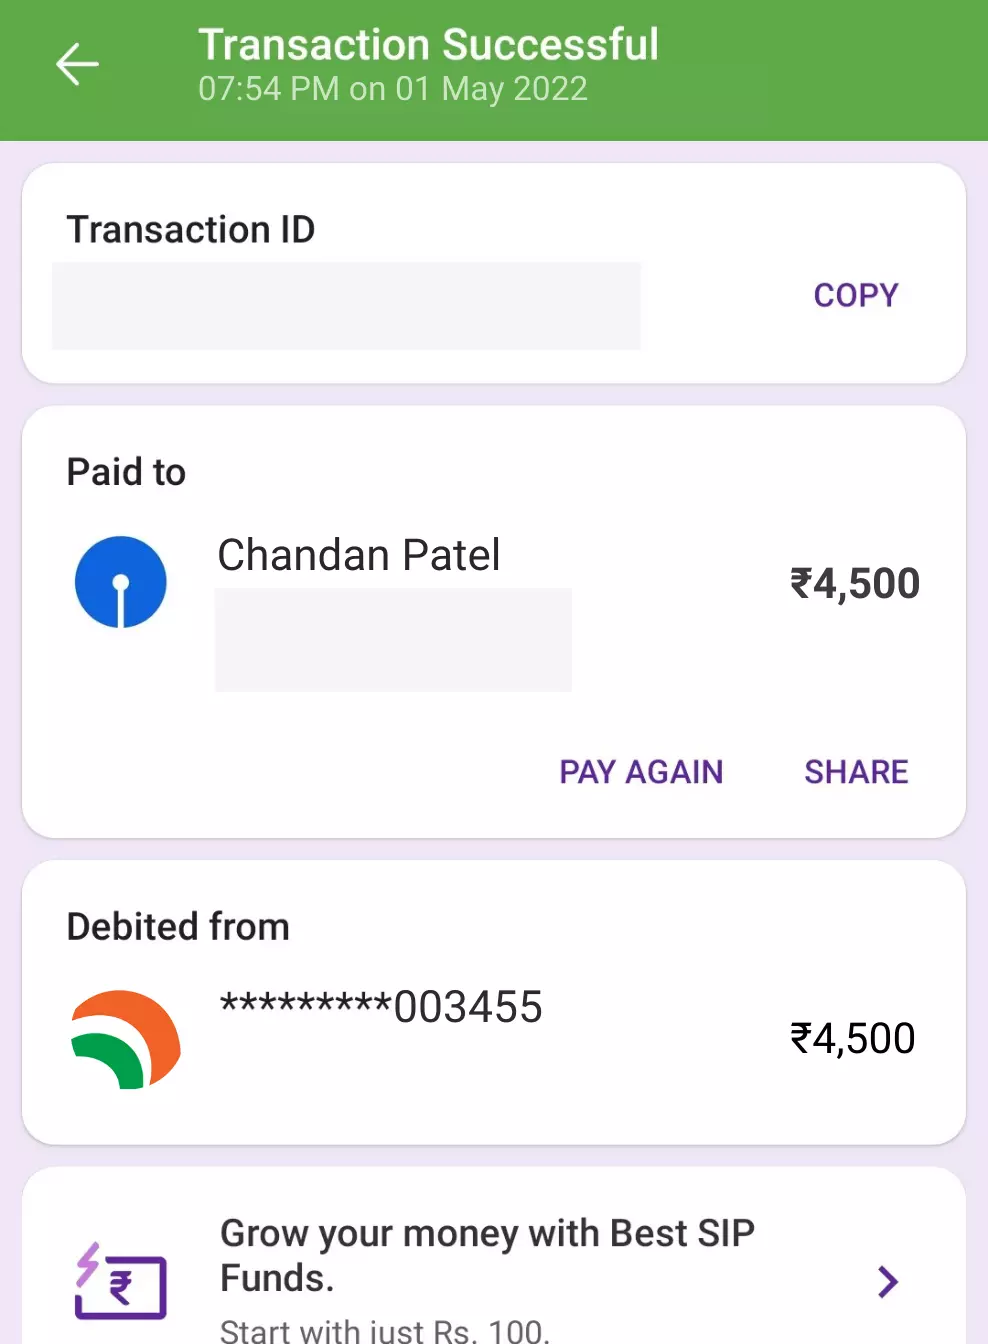 Transaction Successful
07:54 PM on 01 May 2022
Transaction ID
COPY
Paid to
Chandan Patel
₹4,500
PAY AGAIN
SHARE
Debited from
*********003455
₹4,500
Grow your money with Best SIP
Funds.
Start with just Rs. 100.